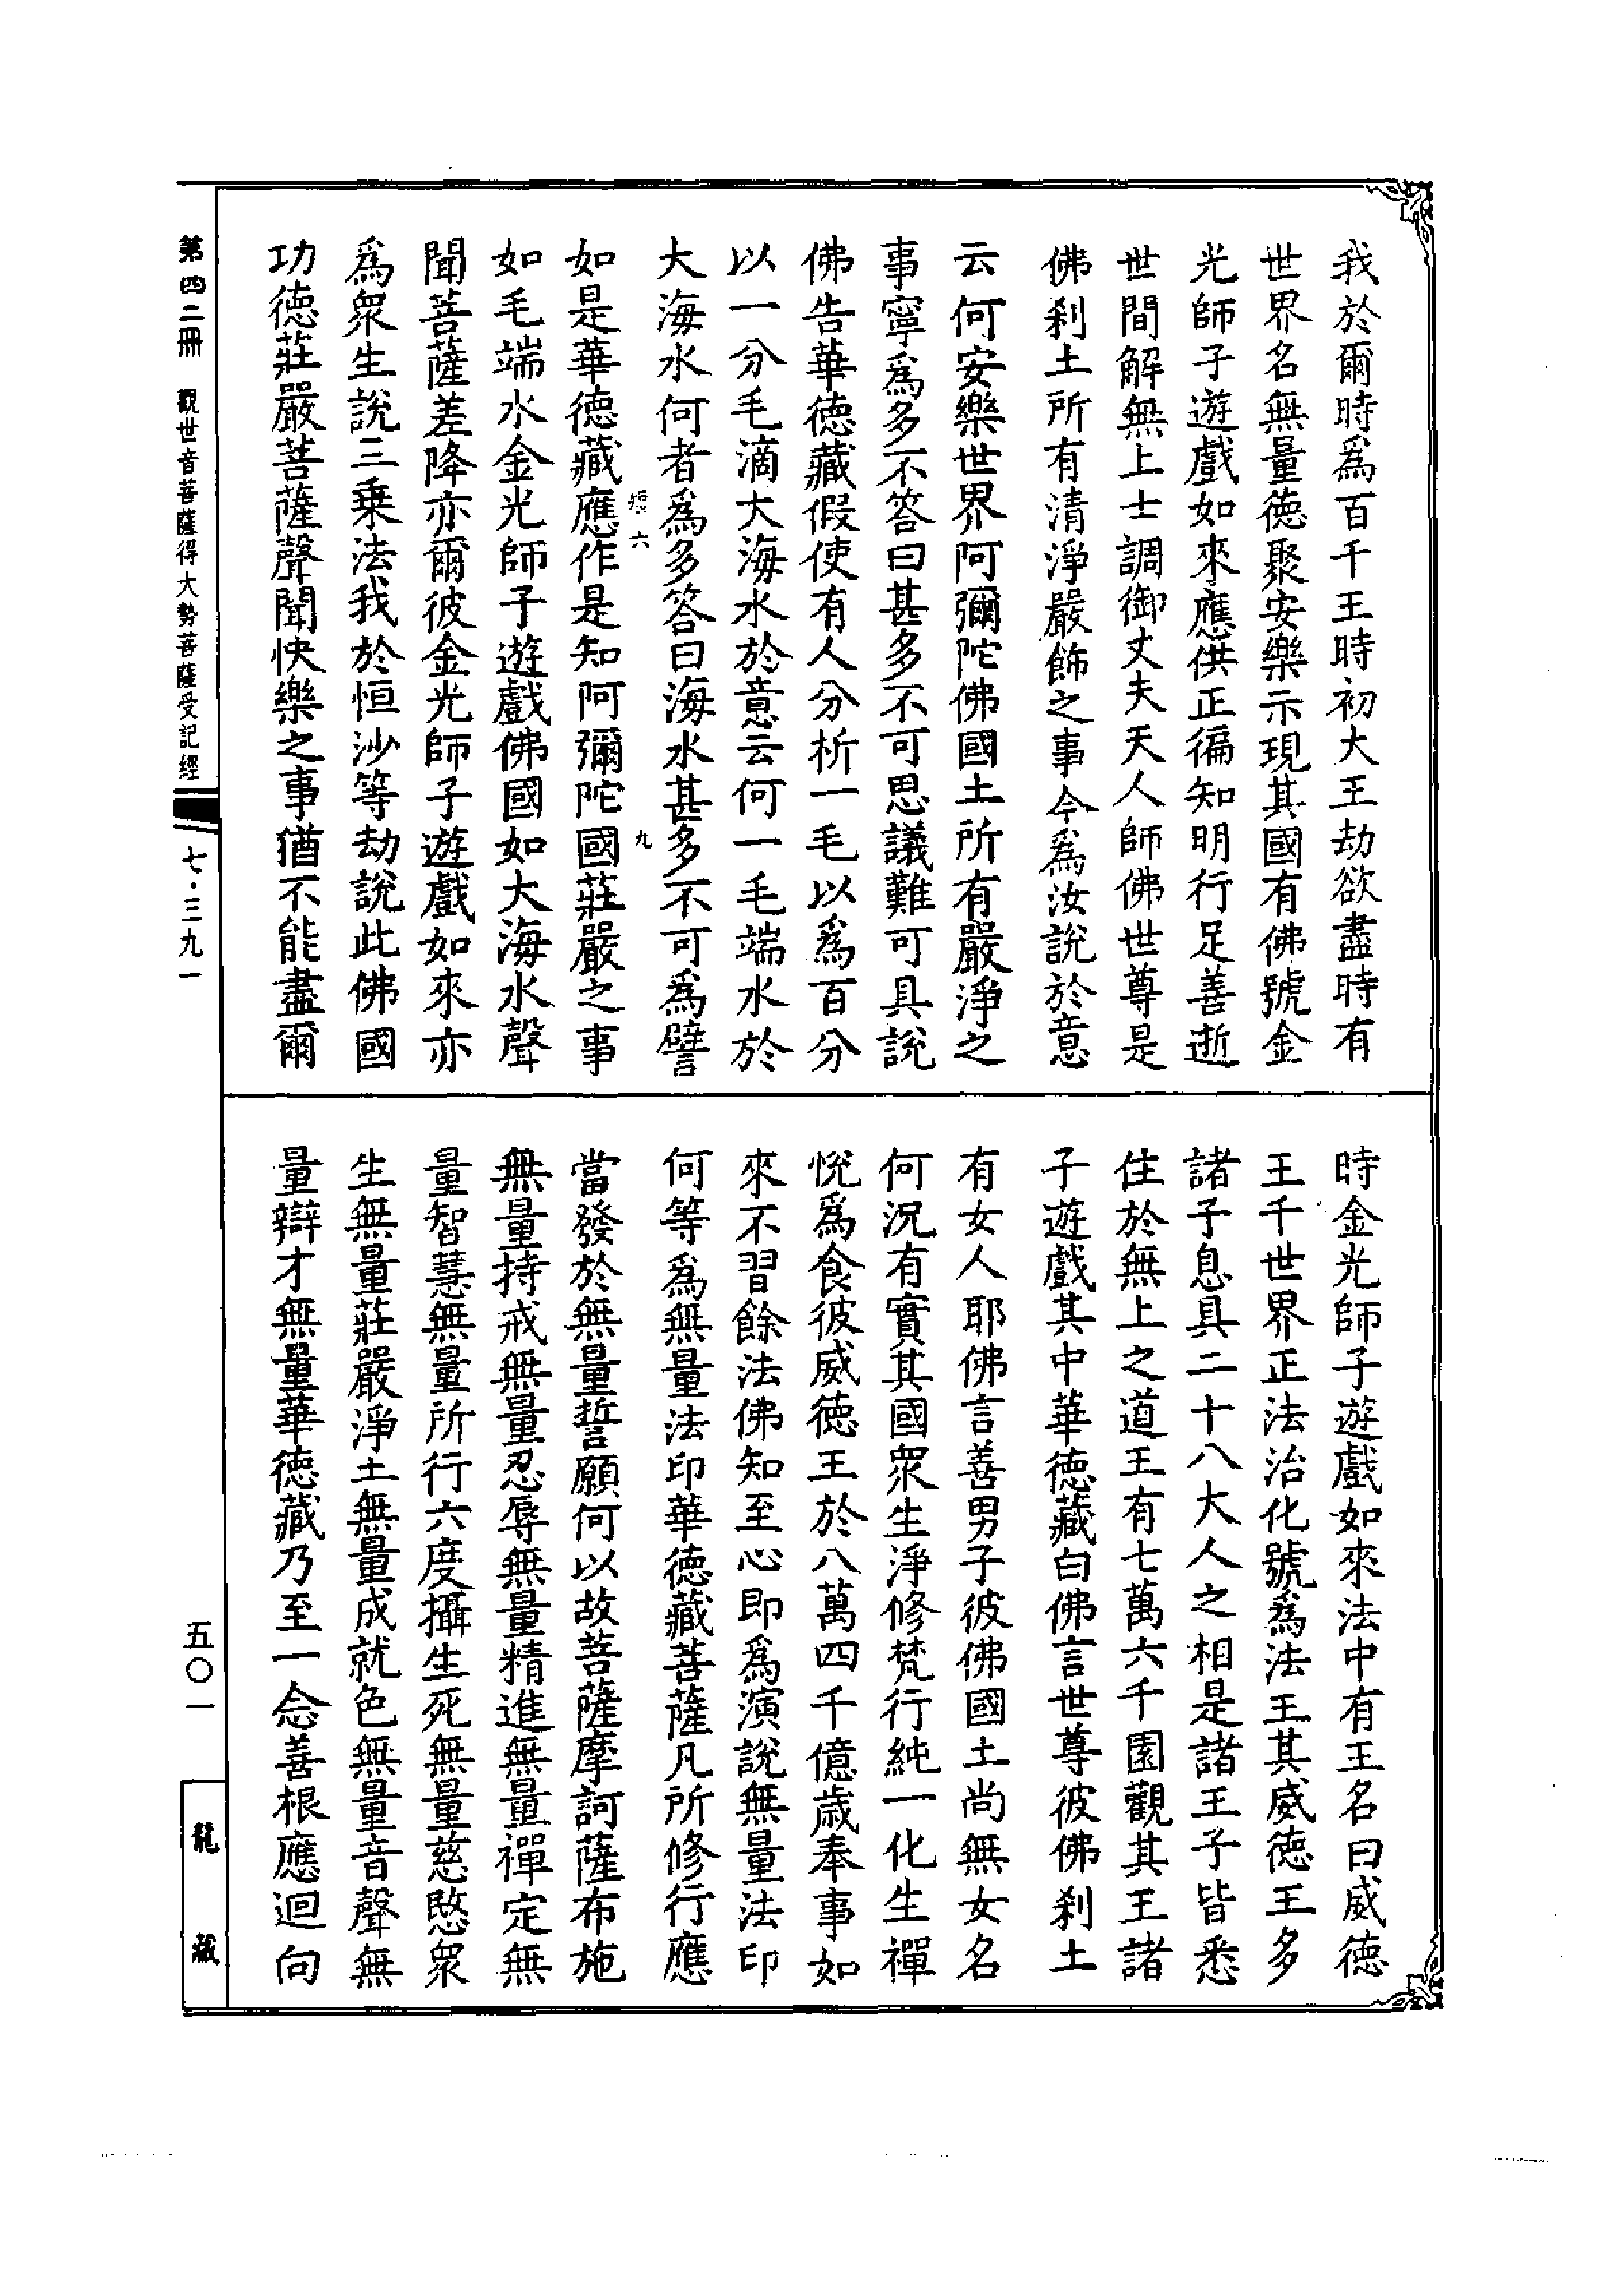 我於爾時爲百千王時初大王劫欲盡時有
世界名無量德聚安樂示現其國有佛號金
光師子遊戲如來應供正徧知明行足善逝
世間解無上士調御丈夫天人師佛世尊是
佛刹土所有清淨嚴飾之事今爲汝說於意
云何安樂世界阿彌陀佛國土所有嚴淨之
事寧爲多不答曰甚多不可思議難可具說
佛告華德藏假使有人分析一毛以爲百分
以一分毛滴大海水於意云何一毛端水於
大海水何者爲多答曰海水甚多不可爲譬
六 九
如是華德藏應作是知阿彌陀國莊嚴之事
如毛端水金光師子遊戲佛國如大海水聲
聞菩薩差降亦爾彼金光師子遊戲如來亦
爲衆生說三乘法我於恒沙等劫說此佛國
功德莊嚴菩薩聲聞快樂之事猶不能盡爾
時金光師子遊戲如來法中有王名曰威德
王千世界正法治化號爲法王其威德王多
諸子息具二十八大人之相是諸王子皆悉
住於無上之道王有七萬六千園觀其王諸
子遊戲其中華德藏白佛言世尊彼佛刹土
有女人耶佛言善男子彼佛國土尚無女名
何況有實其國衆生淨修梵行純一化生禪
悅爲食彼威德王於八萬四千億歲奉事如
來不習餘法佛知至心即爲演說無量法印
何等爲無量法印華德藏菩薩凡所修行應
當發於無量誓願何以故菩薩摩訶薩布施
無量持戒無量忍辱無量精進無量禪定無
量智慧無量所行六度攝生死無量慈愍衆
生無量莊嚴淨土無量成就色無量音聲無
量辯才無量華德藏乃至一念善根應迴向
第四二冊 觀世音菩薩得大勢菩薩受記經
七·三九一
五〇一
龍藏